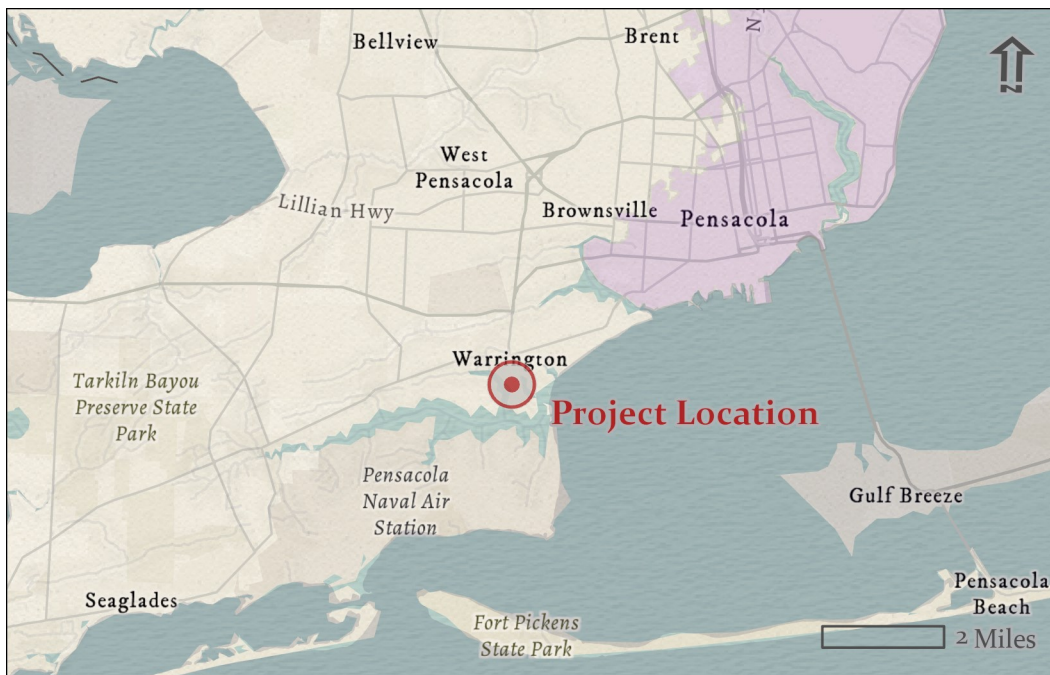 Bellview
Brent
N
N
West
Pensacola
Lillian Hwy
Brownsville
Pensacola
Warrington
Project Location
Tarkiln Bayou
Preserve State
Park
Pensacola
Naval Air
Station
Gulf Breeze
Seaglades
Pensacola
Beach
Fort Pickens
State Park
2 Miles